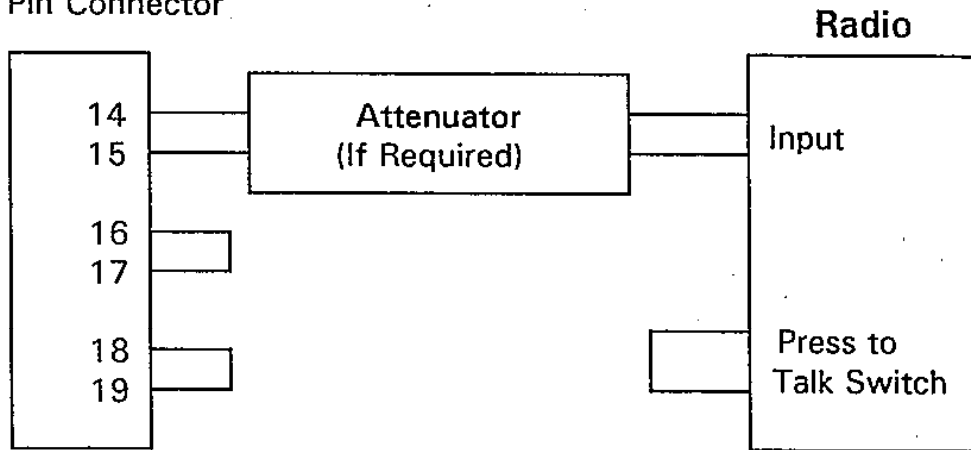 Pin Connector
Radio
14
15
16
17
18
19
Attenuator
(If Required)
Input
Press to
Talk Switch